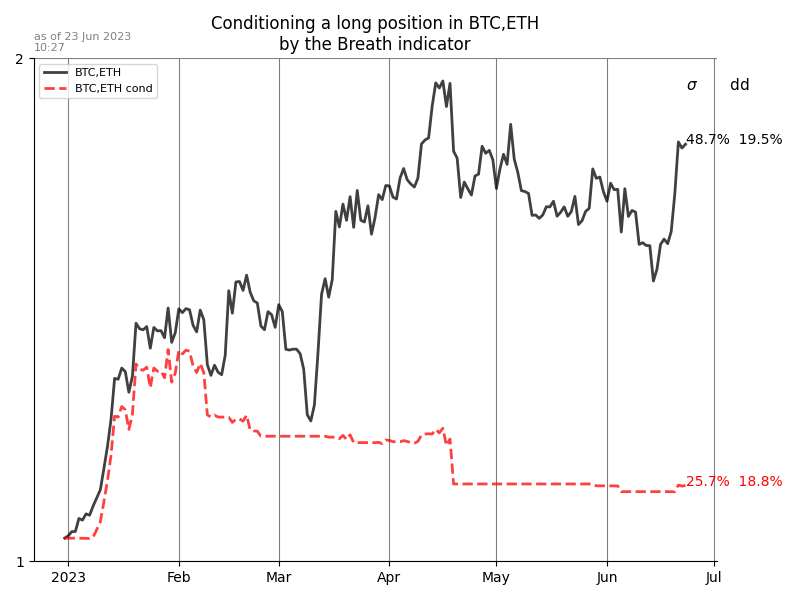 Conditioning a long position in BTC,ETH
by the Breath indicator
as of 23 Jun 2023
10:27
2
BTC,ETH
BTC,ETH cond
σ dd
48.7% 19.5%
25.7% 18.8%
1
2023 Feb Mar Apr May Jun Jul